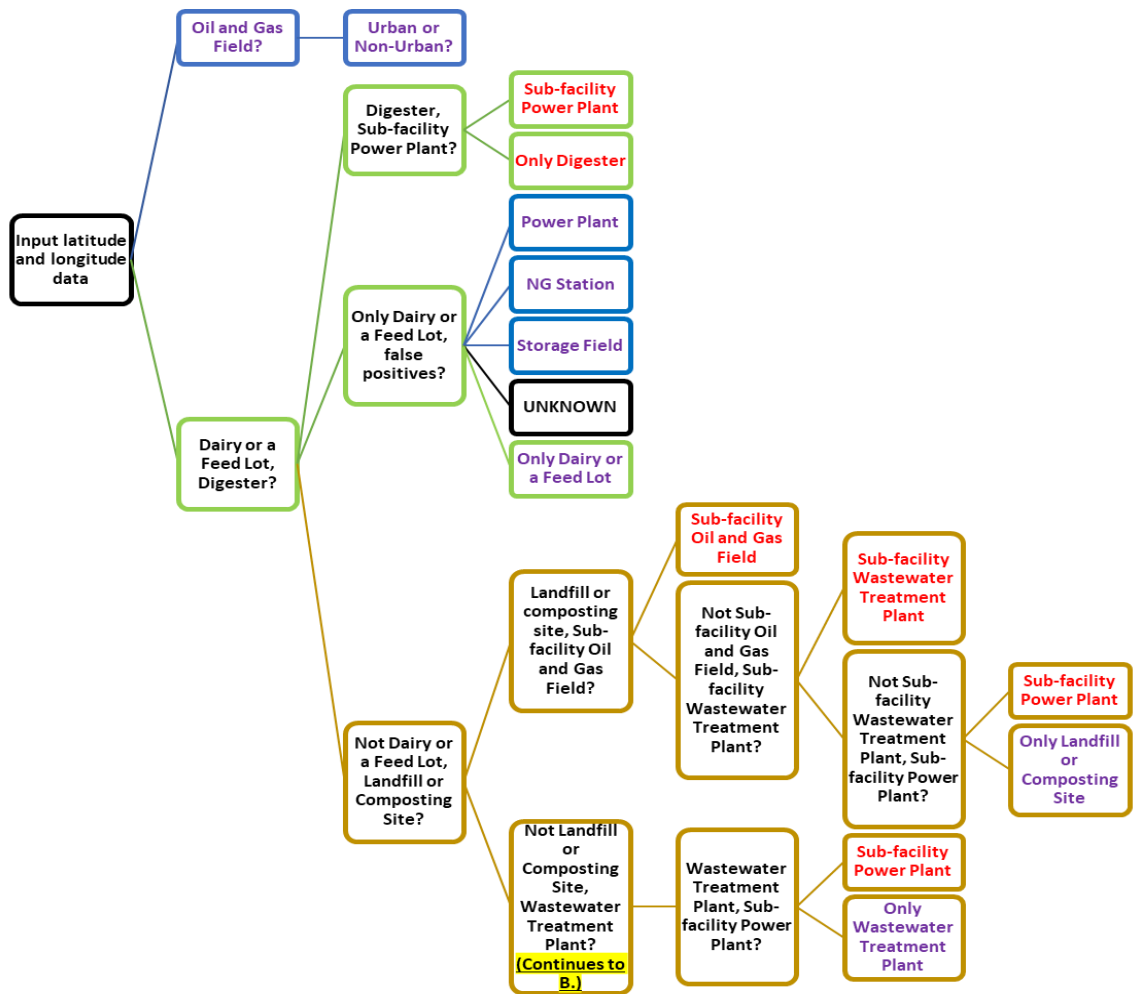 Oil and Gas
Field?
Urban or
Non-Urban?
Digester,
Sub-facility
Power Plant?
Sub-facility
Power Plant
Only Digester
Input latitude
and longitude
data
Only Dairy or
a Feed Lot,
false
positives?
Power Plant
NG Station
Storage Field
UNKNOWN
Only Dairy or
a Feed Lot
Dairy or a
Feed Lot,
Digester?
Not Dairy or
a Feed Lot,
Landfill or
Composting
Site?
Landfill or
composting
site, Sub-
facility Oil
and Gas
Field?
Sub-facility
Oil and Gas
Field
Not Sub-
facility Oil
and Gas
Field, Sub-
facility
Wastewater
Treatment
Plant?
Sub-facility
Wastewater
Treatment
Plant
Not Sub-
facility
Wastewater
Treatment
Plant, Sub-
facility Power
Plant?
Sub-facility
Power Plant
Only Landfill
or
Composting
Site
Not Landfill
or
Composting
Site,
Wastewater
Treatment
Plant?
(Continues to
B.)
Wastewater
Treatment
Plant, Sub-
facility Power
Plant?
Sub-facility
Power Plant
Only
Wastewater
Treatment
Plant